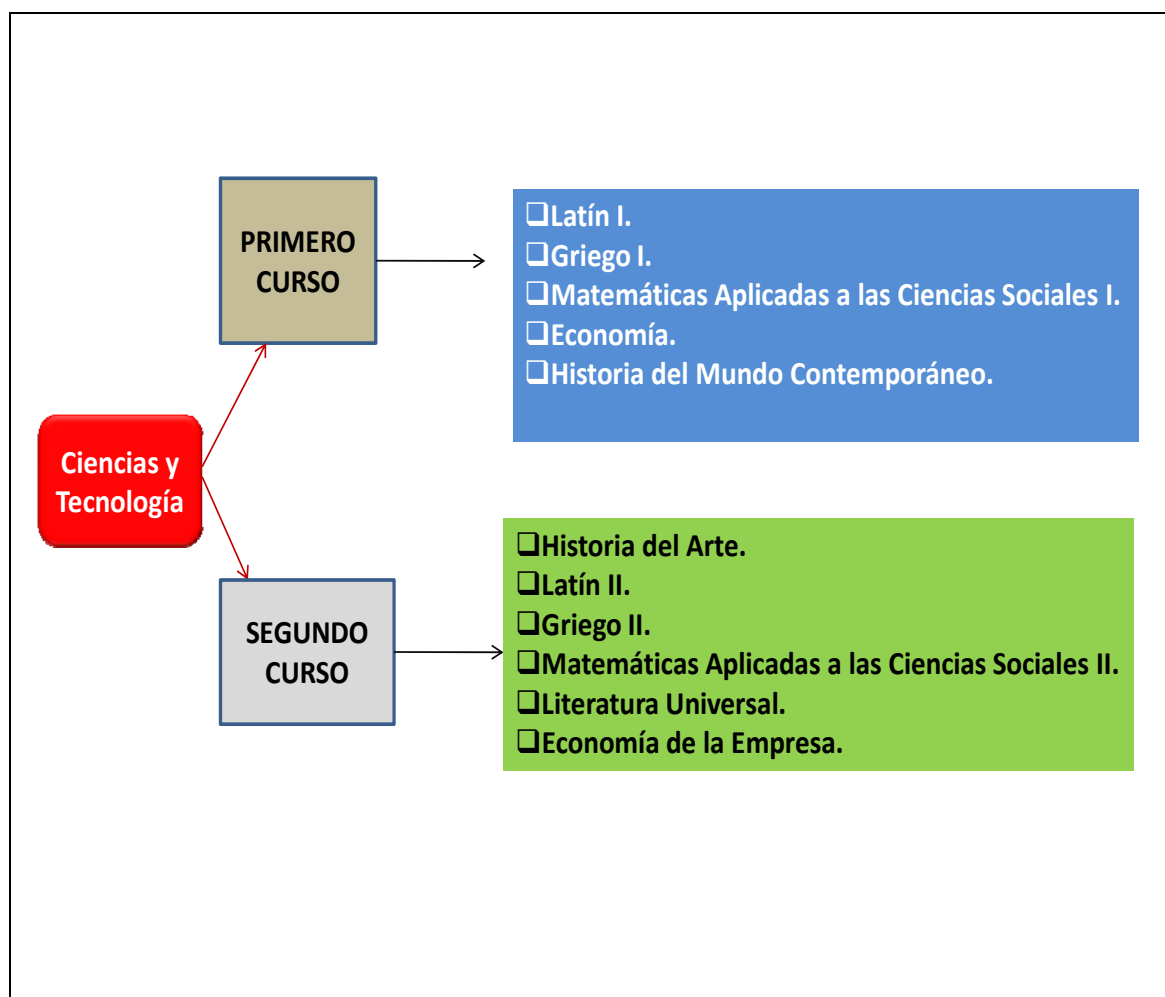 PRIMERO
CURSO
❑Latín I.
❑Griego I.
❑Matemáticas Aplicadas a las Ciencias Sociales I.
❑Economía.
❑Historia del Mundo Contemporáneo.
Ciencias y
Tecnología
SEGUNDO
CURSO
❑Historia del Arte.
❑Latín II.
❑Griego II.
❑Matemáticas Aplicadas a las Ciencias Sociales II.
❑Literatura Universal.
❑Economía de la Empresa.